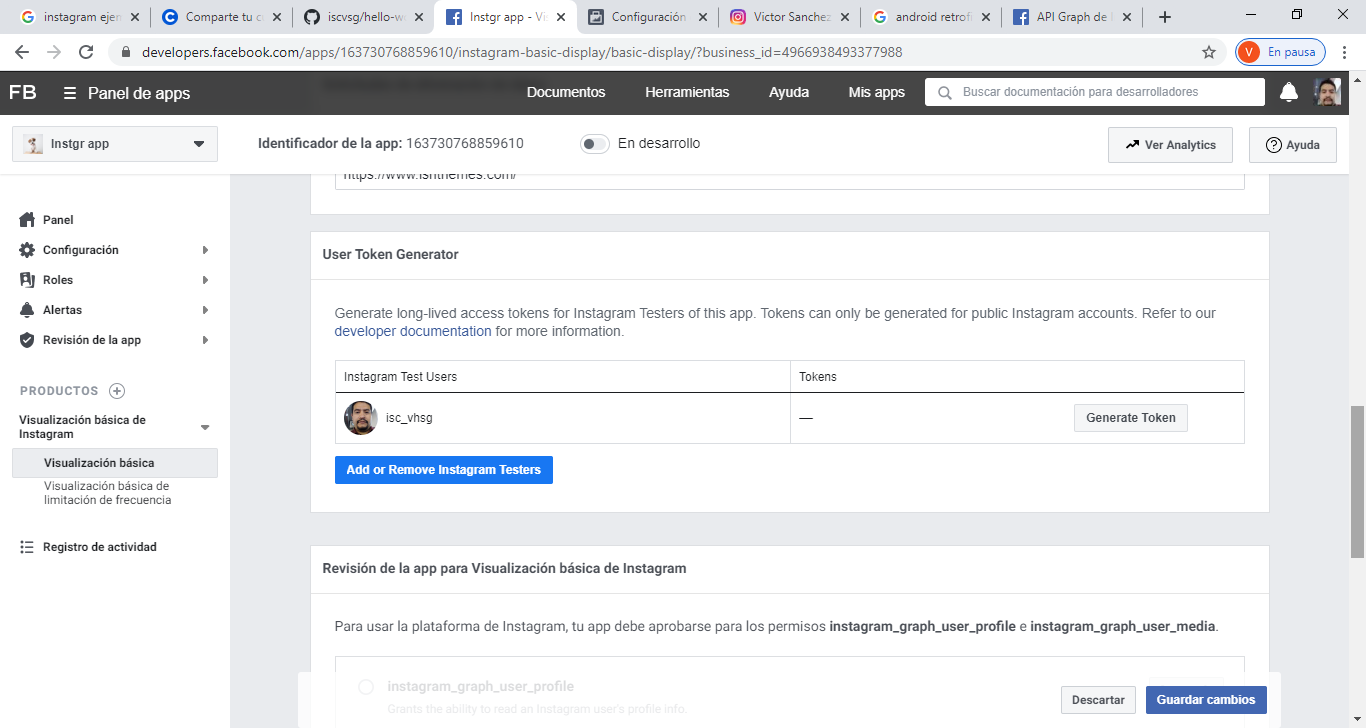 instagram ejen
Comparte tu c
iscvsg/hello-w
Instgr app - Vi
Configuración
Victor Sanchez
android retrofi
API Graph de I
developers.facebook.com/apps/163730768859610/instagram-basic-display/basic-display/?business_id=4966938493377988
V En pausa
FB
Panel de apps
Documentos
Herramientas
Ayuda
Mis apps
Buscar documentación para desarrolladores
Instgr app
Identificador de la app: 163730768859610
En desarrollo
Ver Analytics
Ayuda
Panel
Configuración
Roles
Alertas
Revisión de la app
PRODUCTOS
Visualización básica de
Instagram
Visualización básica
Visualización básica de
limitación de frecuencia
Registro de actividad
User Token Generator
Generate long-lived access tokens for Instagram Testers of this app. Tokens can only be generated for public Instagram accounts. Refer to our
developer documentation for more information.
Instagram Test Users
Tokens
isc_vhsg
—
Generate Token
Add or Remove Instagram Testers
Revisión de la app para Visualización básica de Instagram
Para usar la plataforma de Instagram, tu app debe aprobarse para los permisos instagram_graph_user_profile e instagram_graph_user_media.
instagram_graph_user_profile
Grants the ability to read an Instagram user's profile info.
Descartar
Guardar cambios